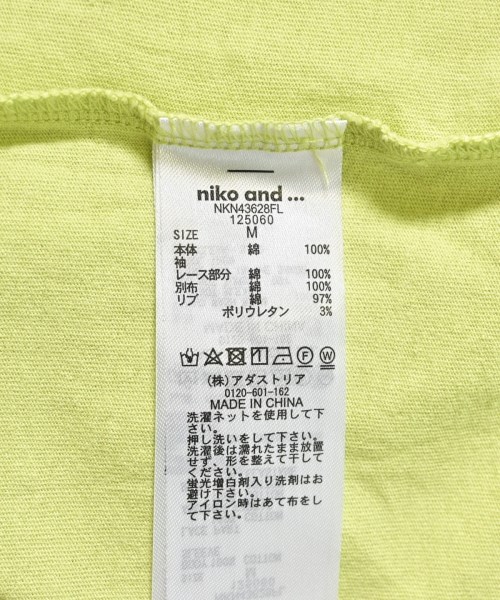 niko and ...
NKN43628FL
125060
SIZE M
本体 綿 100%
袖
レース部分 綿 100%
別布 綿 100%
リブ 綿 97%
ポリウレタン 3%
(株)アダストリア
0120-601-162
MADE IN CHINA
洗濯ネットを使用して下
さい。
押し洗いをして下さい。
洗濯後は濡れたまま放置
せず、形を整えて干して
ください。
蛍光増白剤入り洗剤はお
避け下さい。
アイロン時はあて布をし
て下さい。